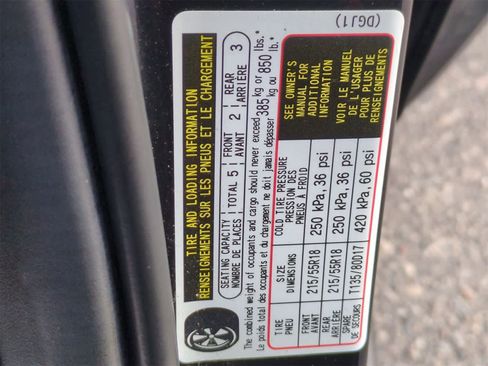 (DGJ1)
TIRE AND LOADING INFORMATION
RENSEIGNEMENTS SUR LES PNEUS ET LE CHARGEMENT
SEATING CAPACITY TOTAL 5 FRONT 2 REAR 3
NOMBRE DE PLACES AVANT ARRIÈRE
The combined weight of occupants and cargo should never exceed 385kg or 850 lbs.
Le poids total des occupants et du chargement ne doit jamais dépasser kg ou lb.
TIRE SIZE COLD TIRE PRESSURE
PNEU DIMENSIONS PRESSION DES
PNEUS À FROID
FRONT 215/55R18 250 kPa, 36 psi
AVANT
REAR 215/55R18 250 kPa, 36 psi
ARRIÈRE
SPARE T135/80D17 420 kPa, 60 psi
DE SECOURS
SEE OWNER'S
MANUAL FOR
ADDITIONAL
INFORMATION
VOIR LE MANUEL
DE L'USAGER
POUR PLUS DE
RENSEIGNEMENTS